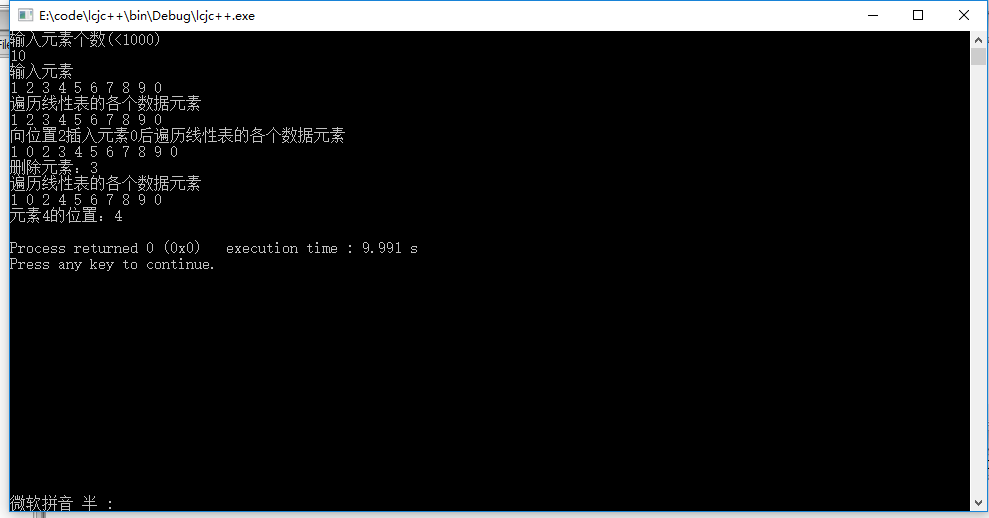 E:\code\lcjc++\bin\Debug\lcjc++.exe
输入元素个数(<1000)
10
输入元素
1 2 3 4 5 6 7 8 9 0
遍历线性表的各个数据元素
1 2 3 4 5 6 7 8 9 0
向位置2插入元素0后遍历线性表的各个数据元素
1 0 2 3 4 5 6 7 8 9 0
删除元素：3
遍历线性表的各个数据元素
1 0 2 4 5 6 7 8 9 0
元素4的位置：4
Process returned 0 (0x0)   execution time : 9.991 s
Press any key to continue.
微软拼音 半 :